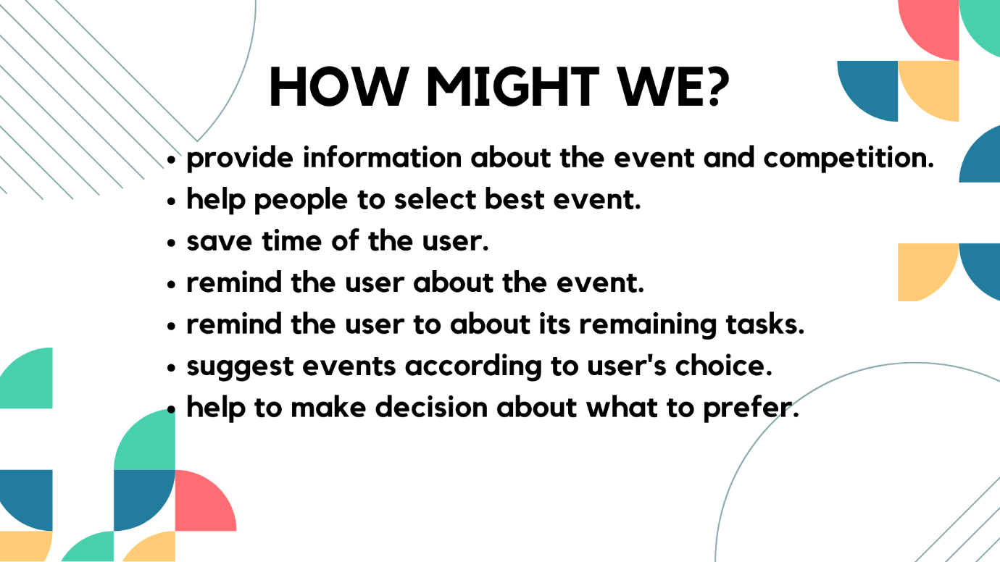 HOW MIGHT WE?
• provide information about the event and competition.
• help people to select best event.
• save time of the user.
• remind the user about the event.
• remind the user to about its remaining tasks.
• suggest events according to user's choice.
• help to make decision about what to prefer.